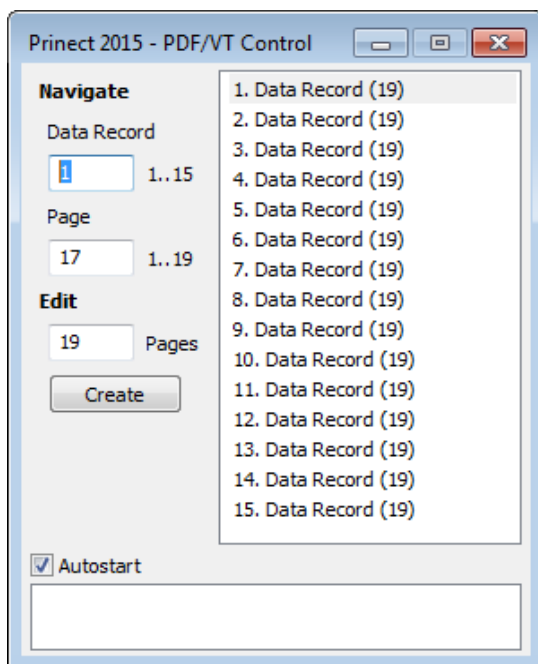 Prinect 2015 - PDF/VT Control
Navigate
Data Record
1 1..15
Page
17 1..19
Edit
19 Pages
Create
1. Data Record (19)
2. Data Record (19)
3. Data Record (19)
4. Data Record (19)
5. Data Record (19)
6. Data Record (19)
7. Data Record (19)
8. Data Record (19)
9. Data Record (19)
10. Data Record (19)
11. Data Record (19)
12. Data Record (19)
13. Data Record (19)
14. Data Record (19)
15. Data Record (19)
Autostart